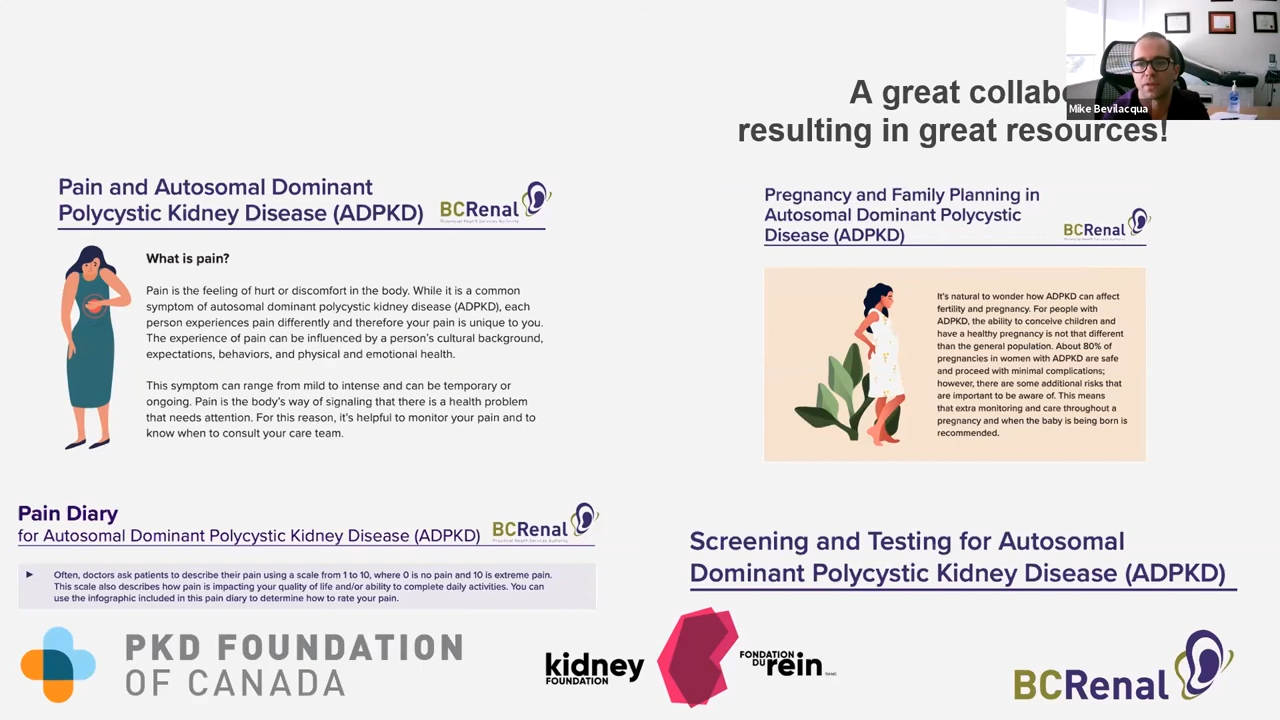 A great collabo
resulting in great resources!
Mike Bevilacqua
Pain and Autosomal Dominant
Polycystic Kidney Disease (ADPKD)
BCRenal
Provincial Health Services Authority
What is pain?
Pain is the feeling of hurt or discomfort in the body. While it is a common
symptom of autosomal dominant polycystic kidney disease (ADPKD), each
person experiences pain differently and therefore your pain is unique to you.
The experience of pain can be influenced by a person's cultural background,
expectations, behaviors, and physical and emotional health.
This symptom can range from mild to intense and can be temporary or
ongoing. Pain is the body's way of signaling that there is a health problem
that needs attention. For this reason, it's helpful to monitor your pain and to
know when to consult your care team.
Pregnancy and Family Planning in
Autosomal Dominant Polycystic
Disease (ADPKD)
BCRenal
It's natural to wonder how ADPKD can affect
fertility and pregnancy. For people with
ADPKD, the ability to conceive children and
have a healthy pregnancy is not that different
than the general population. About 80% of
pregnancies in women with ADPKD are safe
and proceed with minimal complications;
however, there are some additional risks that
are important to be aware of. This means
that extra monitoring and care throughout a
pregnancy and when the baby is being born is
recommended.
Pain Diary
for Autosomal Dominant Polycystic Kidney Disease (ADPKD)
BCRenal
Provincial Health Services Authority
Often, doctors ask patients to describe their pain using a scale from 1 to 10, where 0 is no pain and 10 is extreme pain.
This scale also describes how pain is impacting your quality of life and/or ability to complete daily activities. You can
use the infographic included in this pain diary to determine how to rate your pain.
Screening and Testing for Autosomal
Dominant Polycystic Kidney Disease (ADPKD)
PKD FOUNDATION
OF CANADA
kidney
FOUNDATION
FONDATION
DU rein
BCRenal